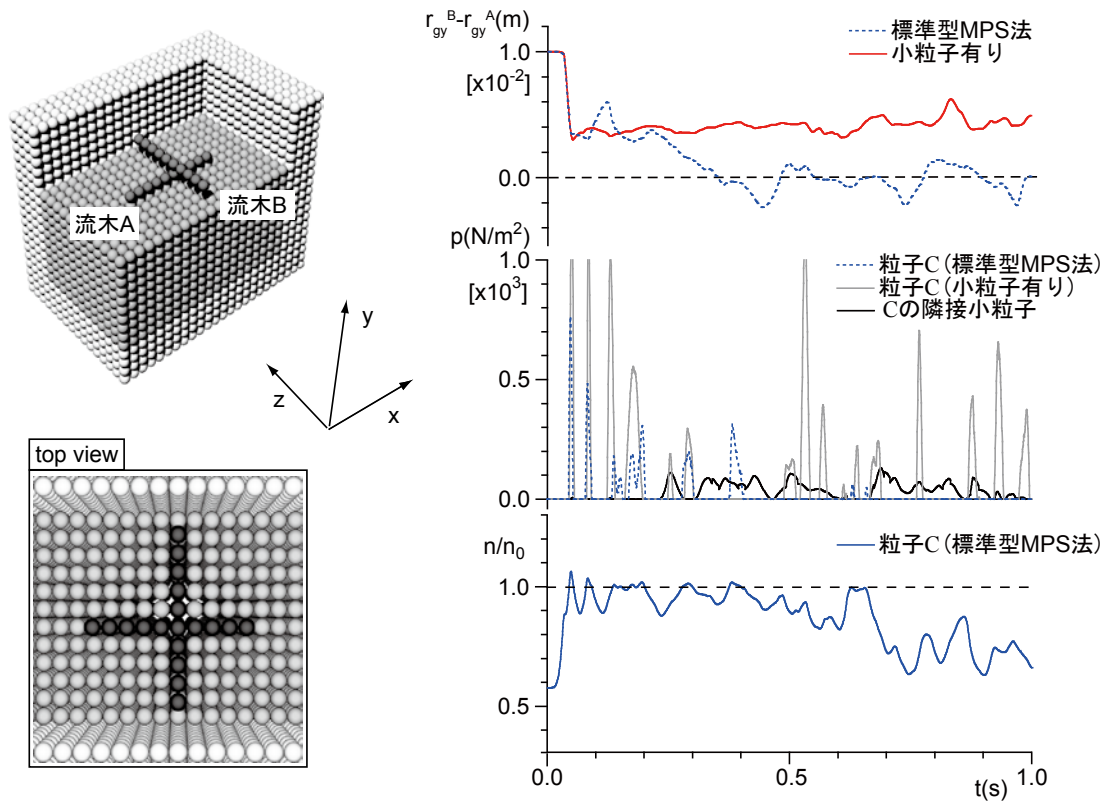 流木A
流木B
y
z
x
top view
r_gy^B-r_gy^A(m)
標準型MPS法
小粒子有り
1.0
[x10^-2]
0.0
p(N/m^2)
1.0
[x10^3]
粒子C（標準型MPS法）
粒子C（小粒子有り）
Cの隣接小粒子
0.5
0.0
n/n_0
粒子C（標準型MPS法）
1.0
0.5
0.0 0.5 1.0
t(s)